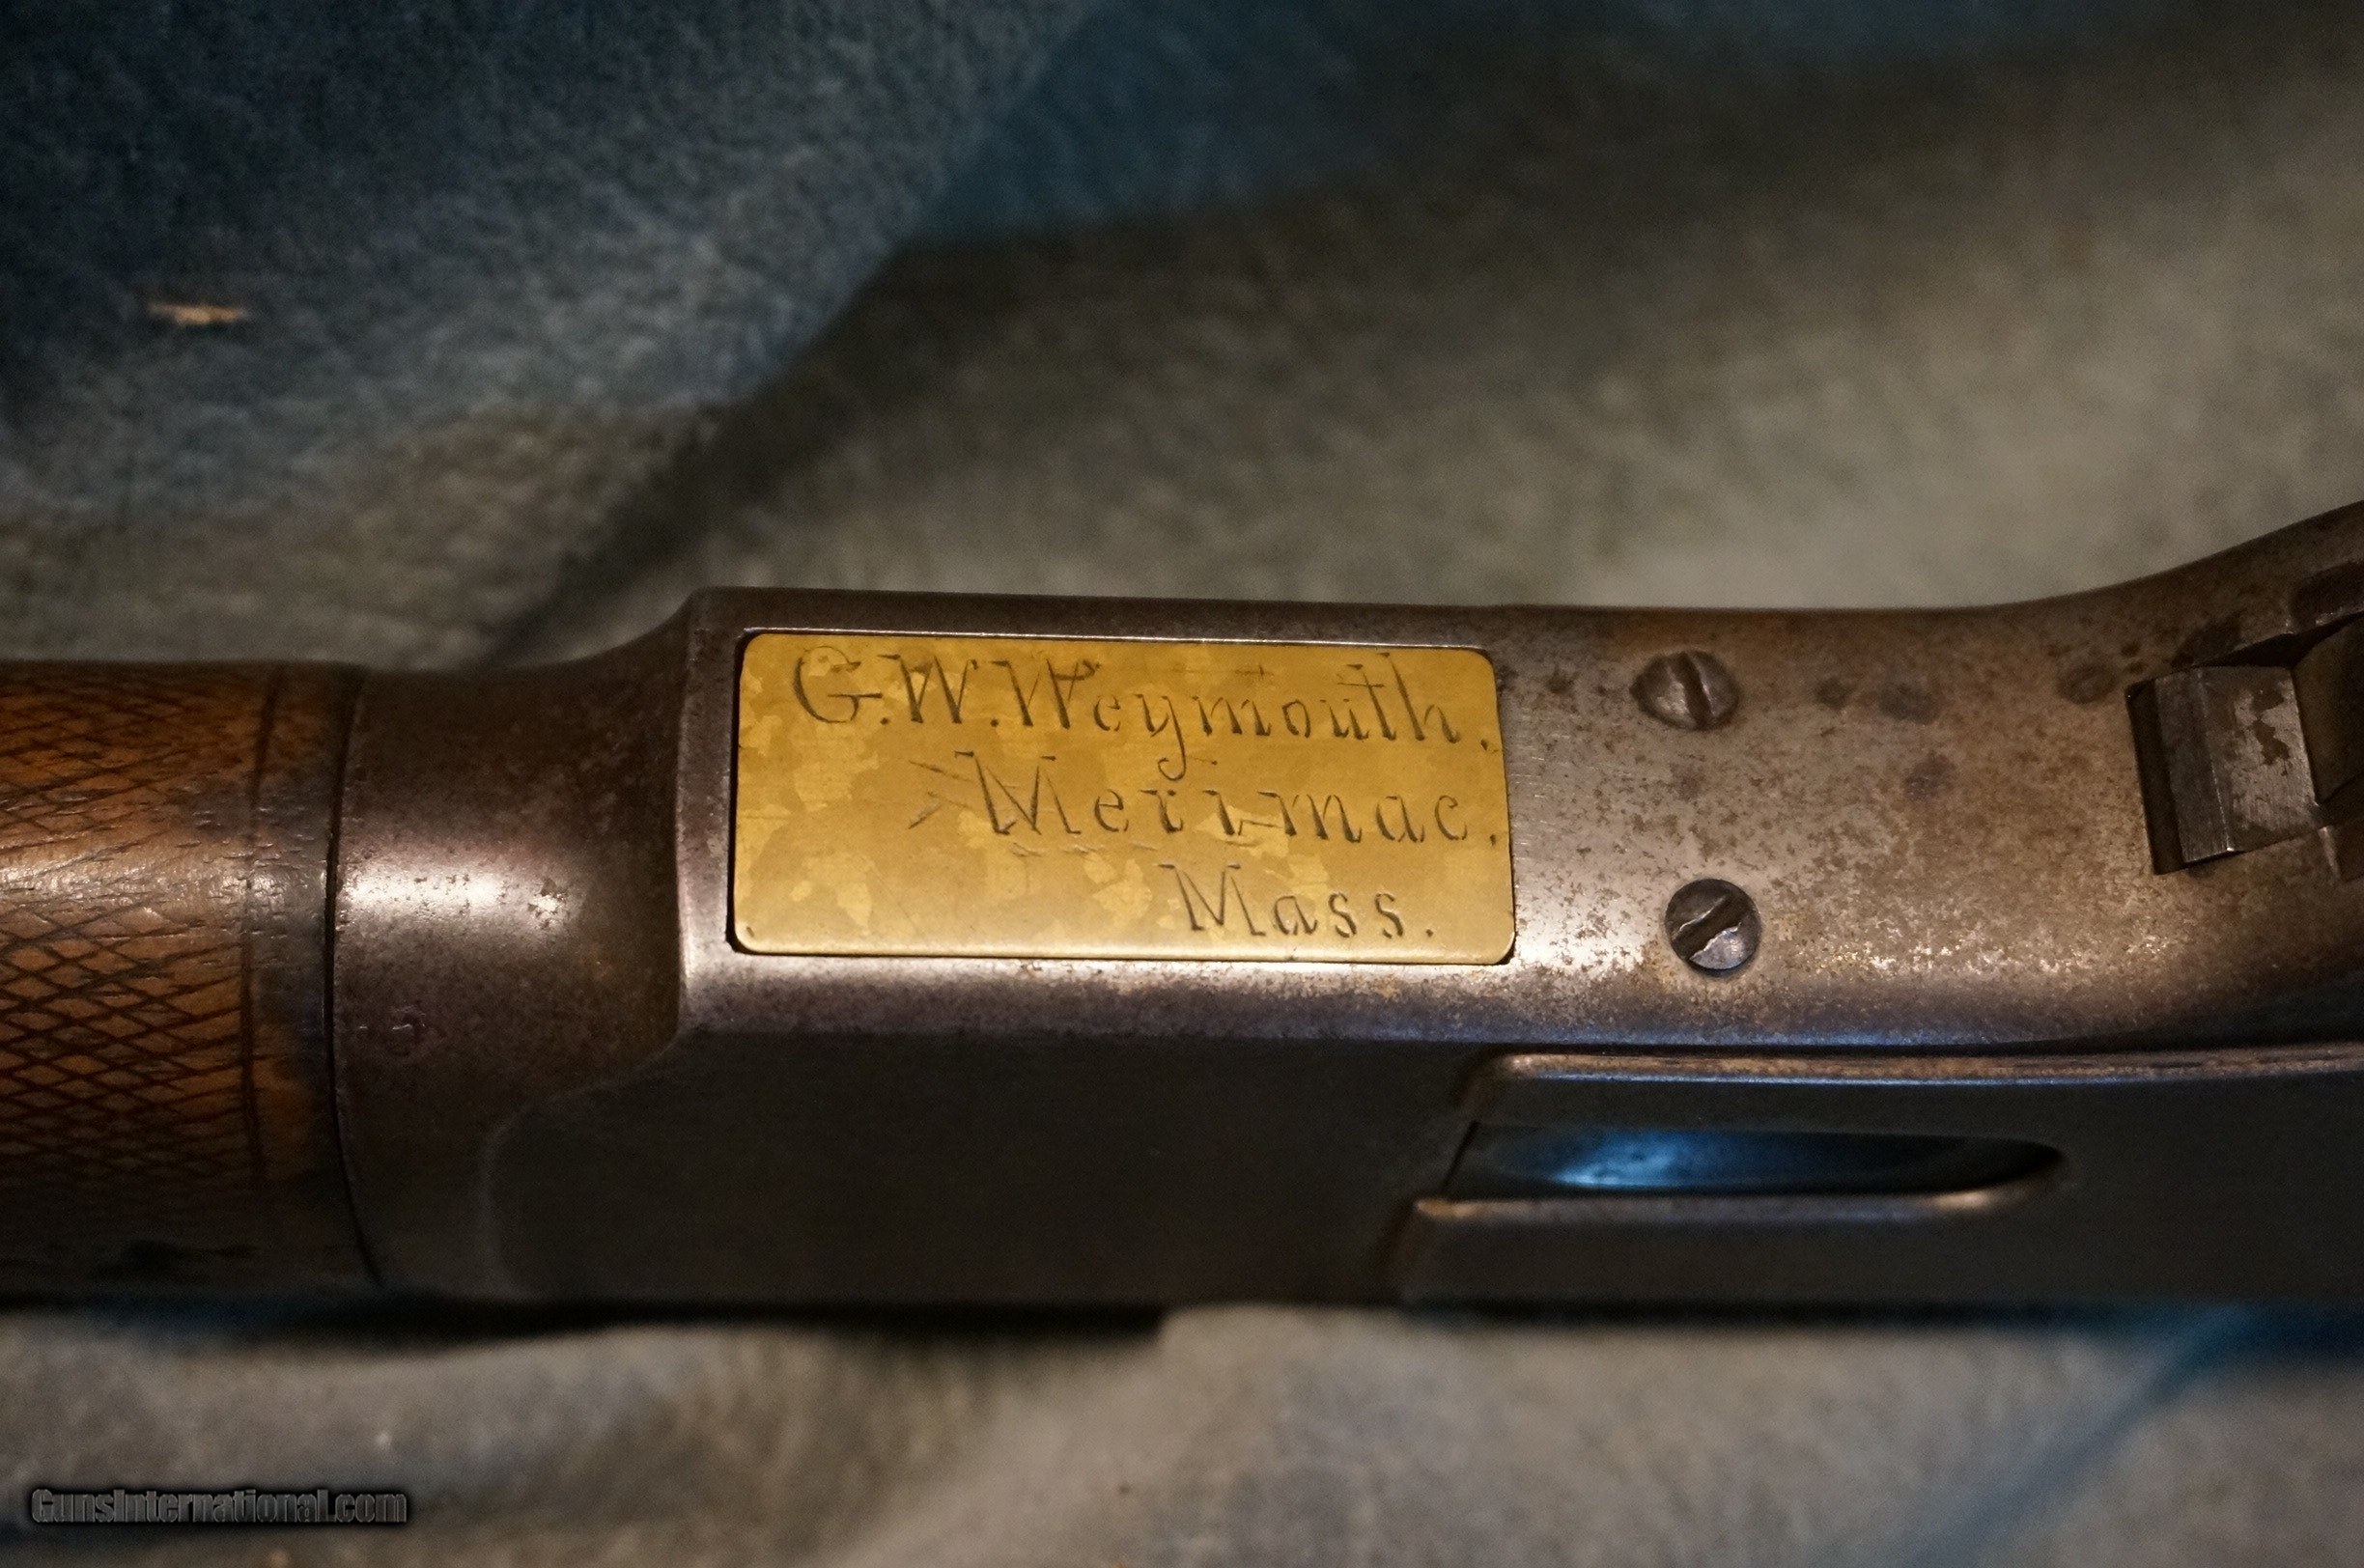 G.W.Weymouth.
Merrimac.
Mass.
GunsInternational.com